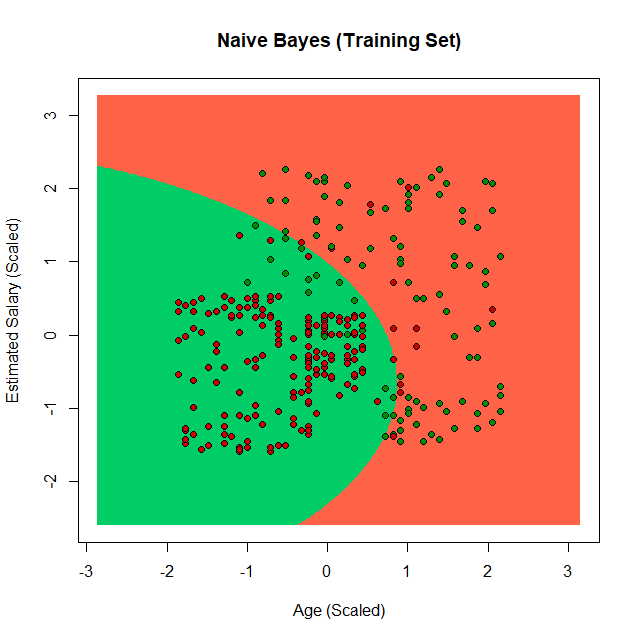 Naive Bayes (Training Set)
Estimated Salary (Scaled)
3
2
1
0
-1
-2
-3 -2 -1 0 1 2 3
Age (Scaled)